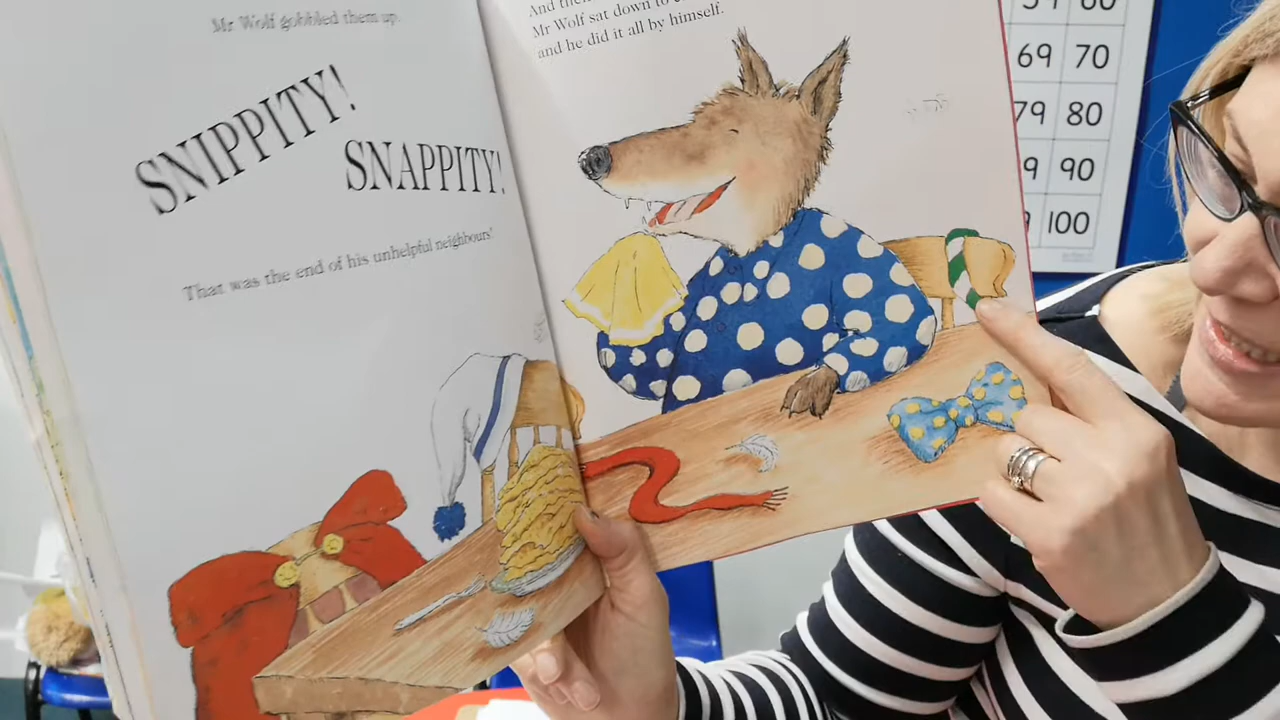 Mr Wolf gobbled them up.
SNIPPITY!
SNAPPITY!
That was the end of his unhelpful neighbours'
Mr Wolf sat down to
and he did it all by himself.
60
69 70
79 80
90
100